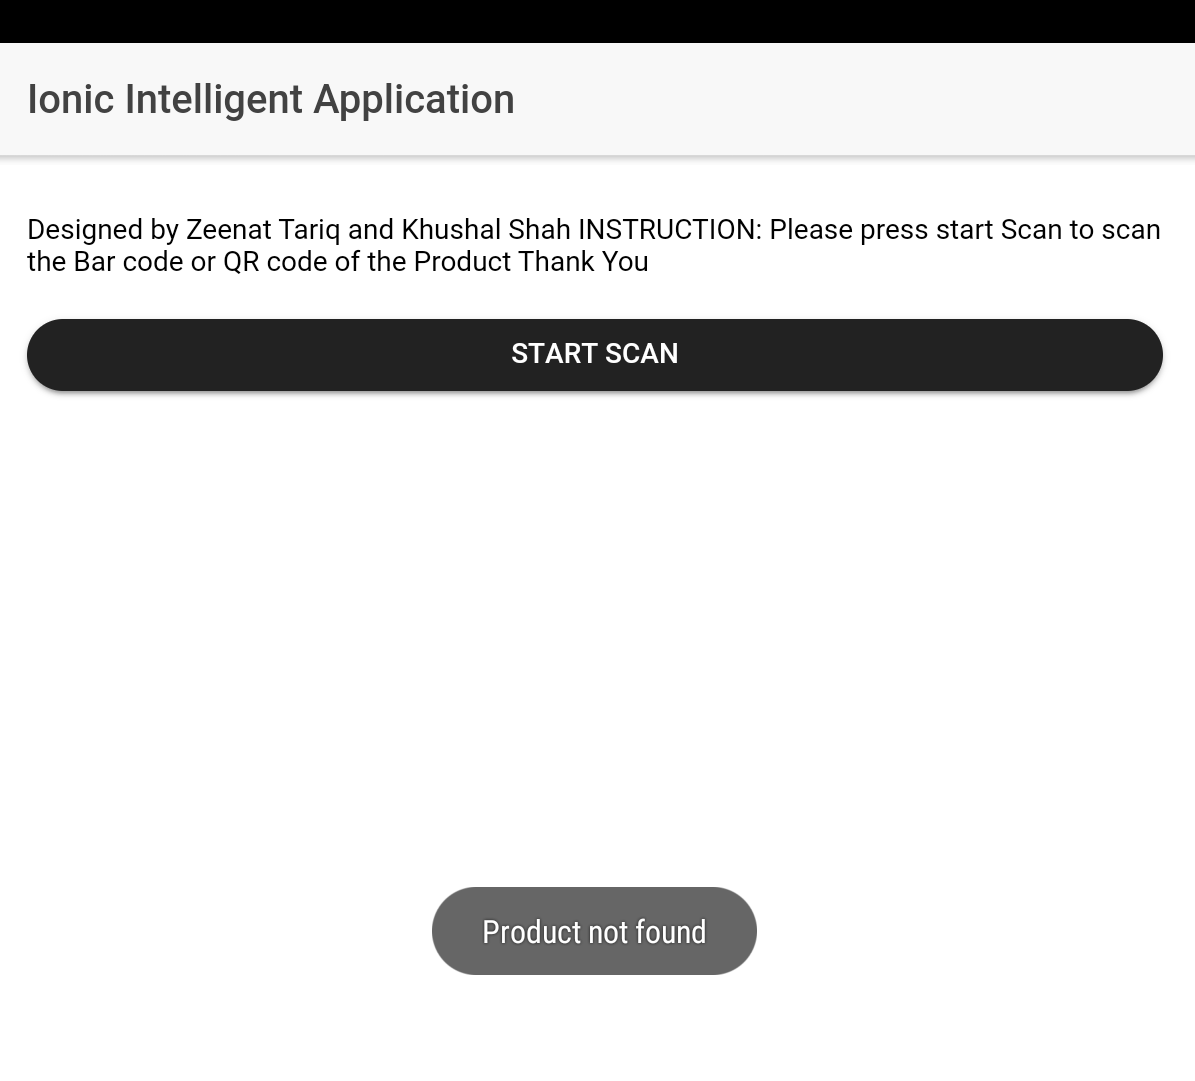 Ionic Intelligent Application
Designed by Zeenat Tariq and Khushal Shah INSTRUCTION: Please press start Scan to scan
the Bar code or QR code of the Product Thank You
START SCAN
Product not found